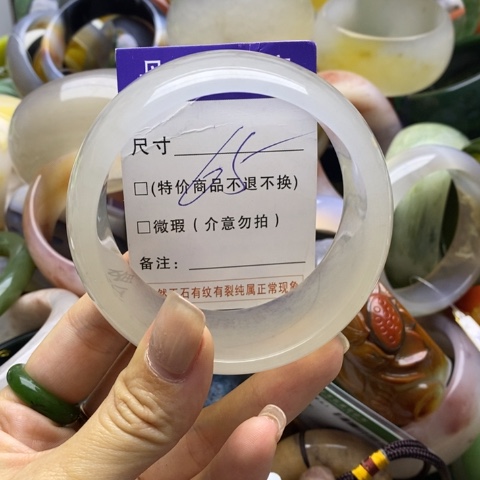 尺寸 65
□(特价商品不退不换)
□微瑕(介意勿拍)
备注:
然玉石有纹有裂纯属正常现象